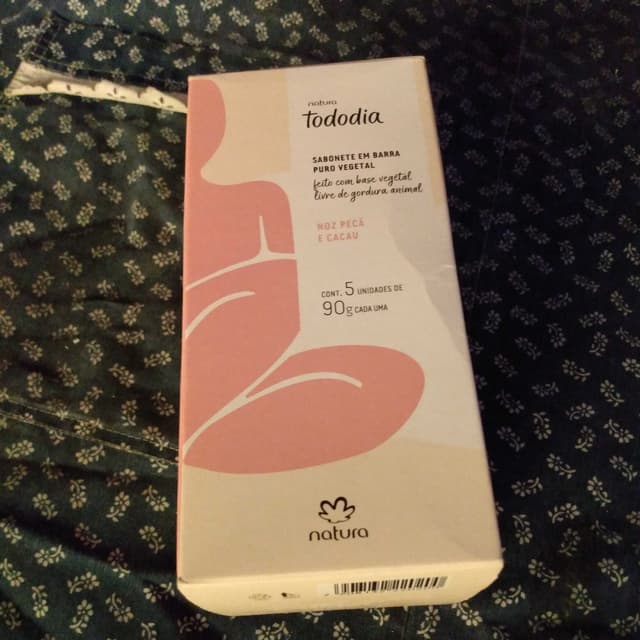 natura
tododia
SABONETE EM BARRA
PURO VEGETAL
feito com base vegetal
livre de gordura animal
NOZ PECÃ
E CACAU
CONT. 5 UNIDADES DE
90g CADA UMA
natura